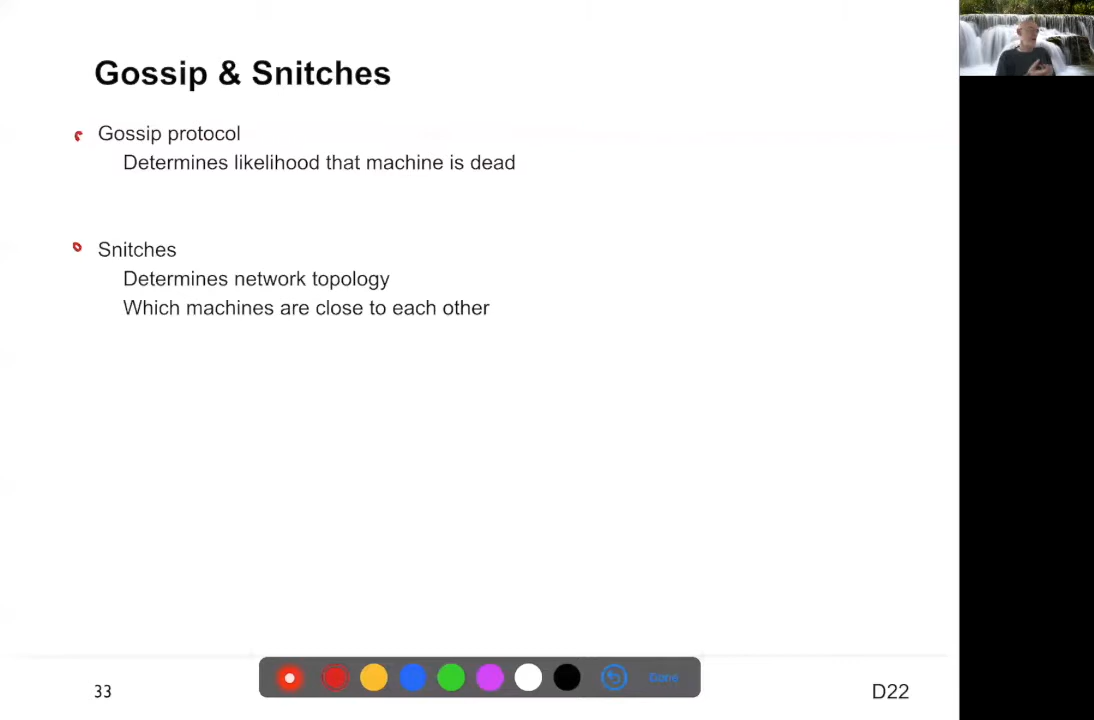 Gossip & Snitches
Gossip protocol
Determines likelihood that machine is dead
Snitches
Determines network topology
Which machines are close to each other
Done
33
D22